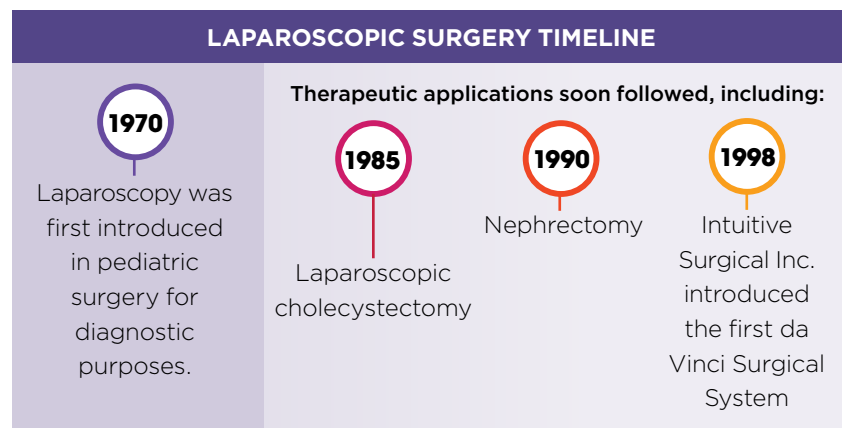 LAPAROSCOPIC SURGERY TIMELINE
1970
Laparoscopy was
first introduced
in pediatric
surgery for
diagnostic
purposes.
Therapeutic applications soon followed, including:
1985
Laparoscopic
cholecystectomy
1990
Nephrectomy
1998
Intuitive
Surgical Inc.
introduced
the first da
Vinci Surgical
System